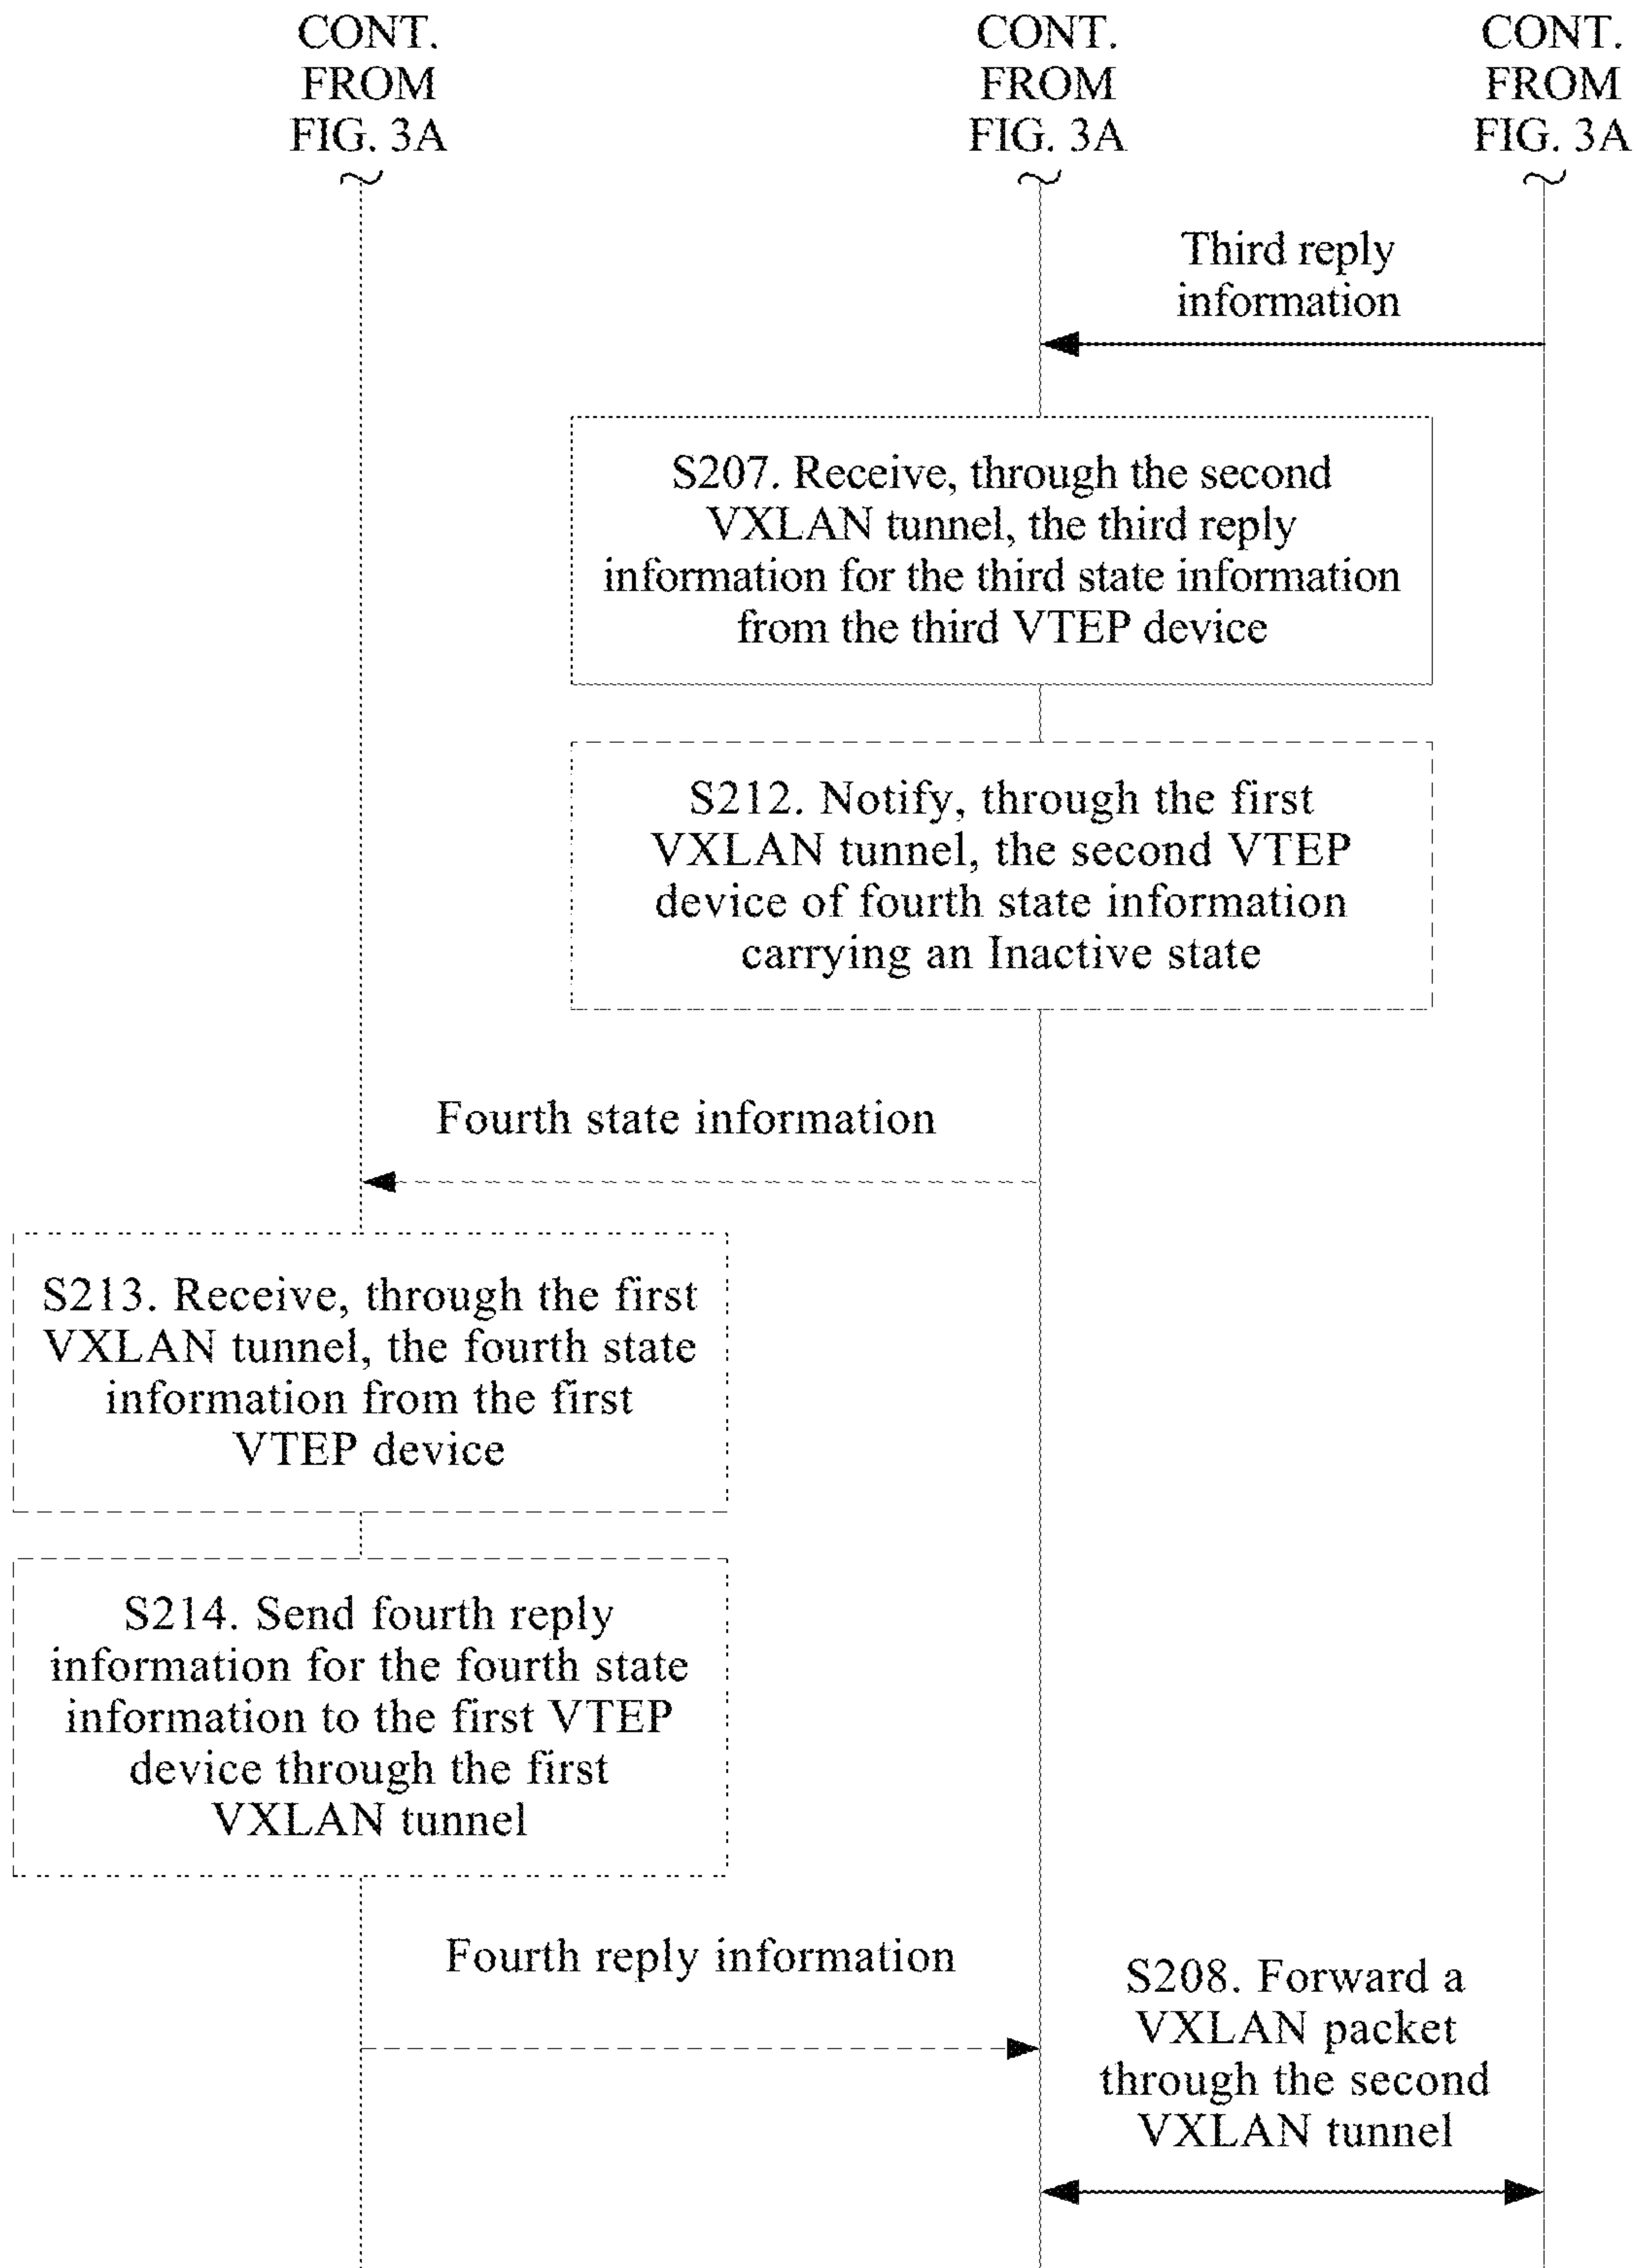 CONT.
FROM
FIG. 3A
CONT.
FROM
FIG. 3A
CONT.
FROM
FIG. 3A
Third reply
information
S207. Receive, through the second
VXLAN tunnel, the third reply
information for the third state information
from the third VTEP device
S212. Notify, through the first
VXLAN tunnel, the second VTEP
device of fourth state information
carrying an Inactive state
Fourth state information
S213. Receive, through the first
VXLAN tunnel, the fourth state
information from the first
VTEP device
S214. Send fourth reply
information for the fourth state
information to the first VTEP
device through the first
VXLAN tunnel
Fourth reply information
S208. Forward a
VXLAN packet
through the second
VXLAN tunnel